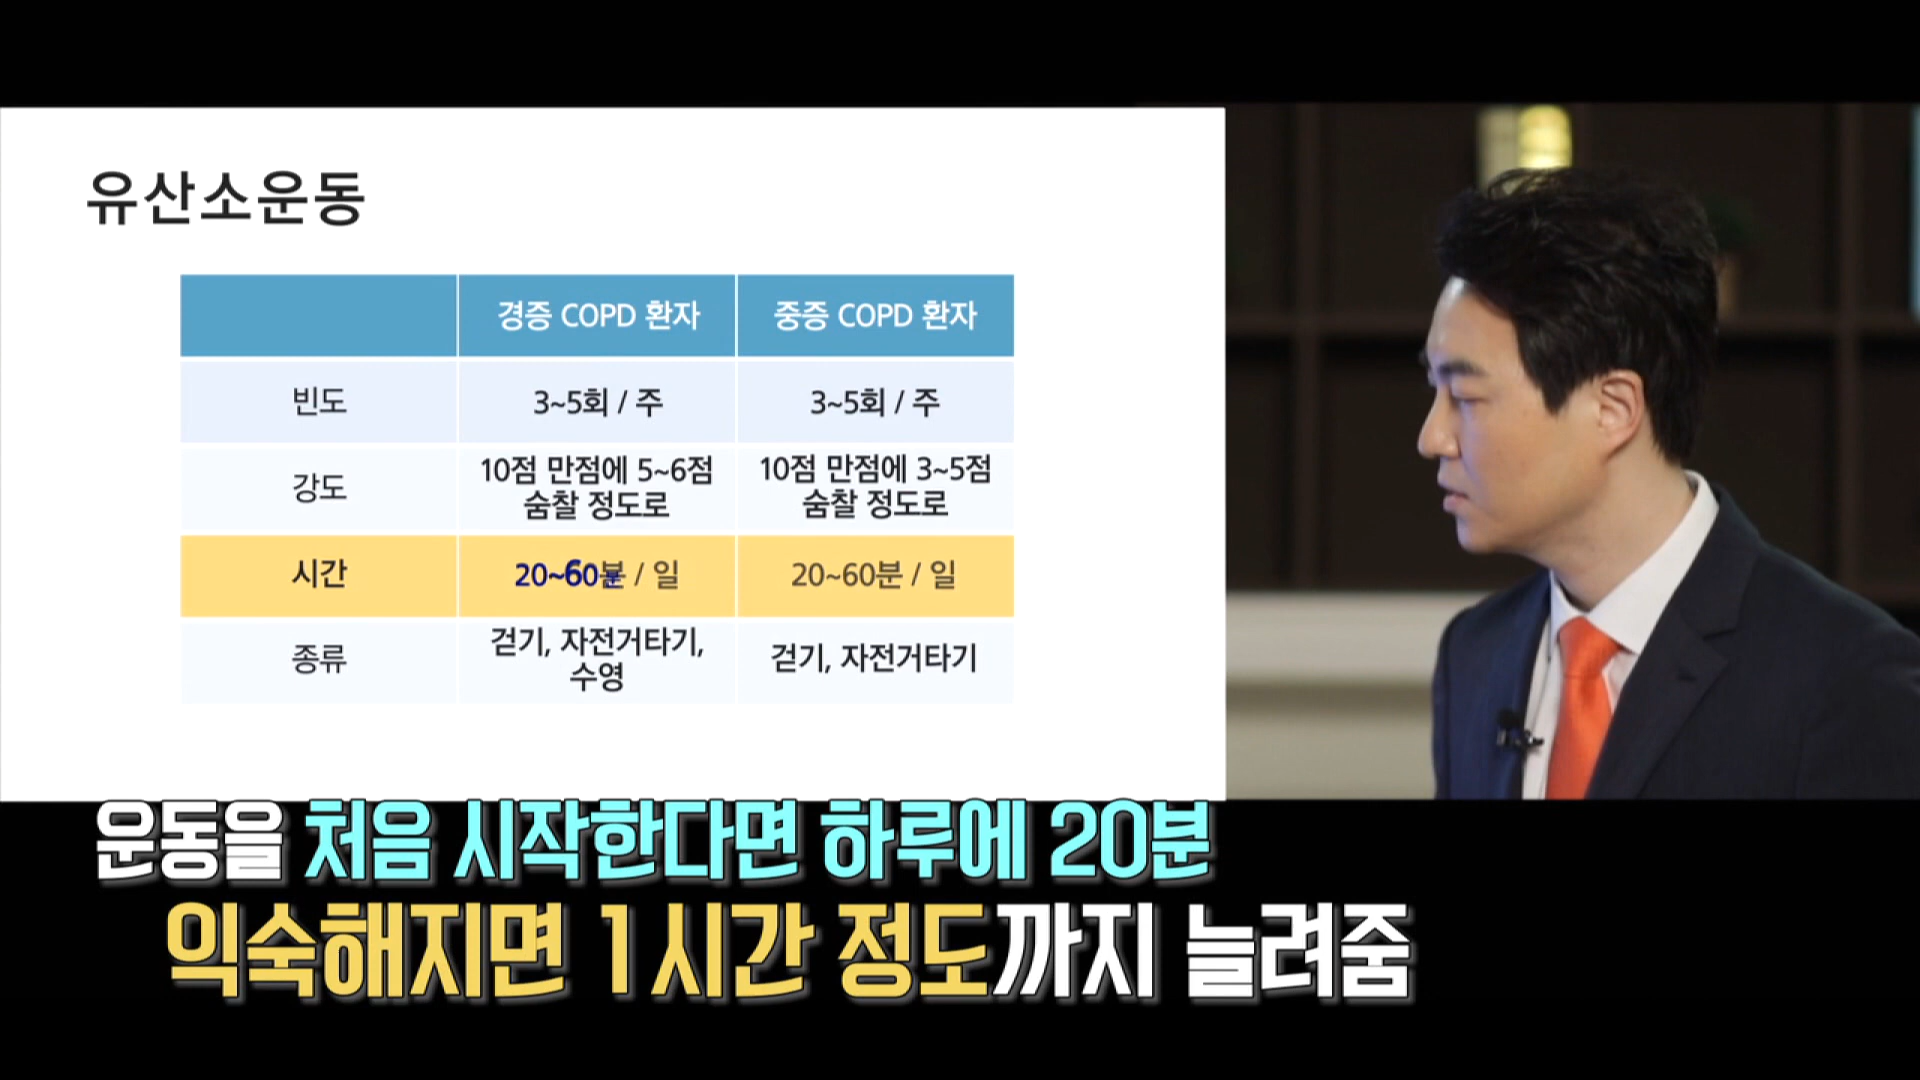 유산소운동
경증 COPD 환자 중증 COPD 환자
빈도 3~5회 / 주 3~5회 / 주
강도 10점 만점에 5~6점 숨찰 정도로 10점 만점에 3~5점 숨찰 정도로
시간 20~60분 / 일 20~60분 / 일
종류 걷기, 자전거타기, 수영 걷기, 자전거타기
운동을 처음 시작한다면 하루에 20분
익숙해지면 1시간 정도까지 늘려줌